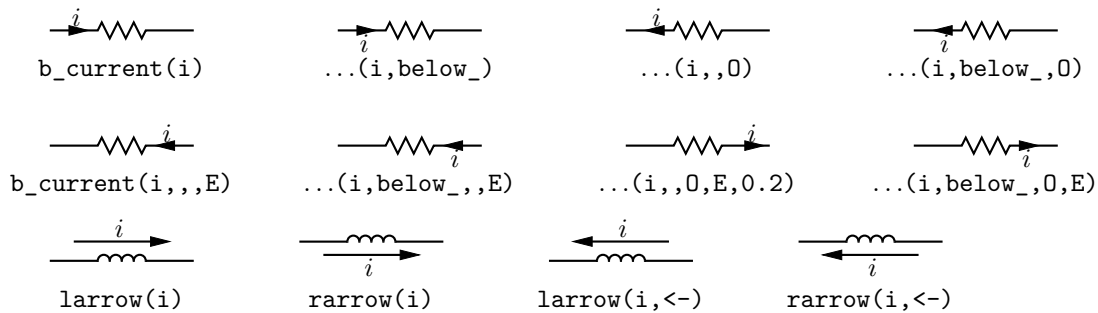 i i i i
b_current(i) ...(i,below_) ...(i,,O) ...(i,below_,O)
i i i i
b_current(i,,,E) ...(i,below_,,E) ...(i,,O,E,0.2) ...(i,below_,O,E)
i i i i
larrow(i) rarrow(i) larrow(i,<-) rarrow(i,<-)